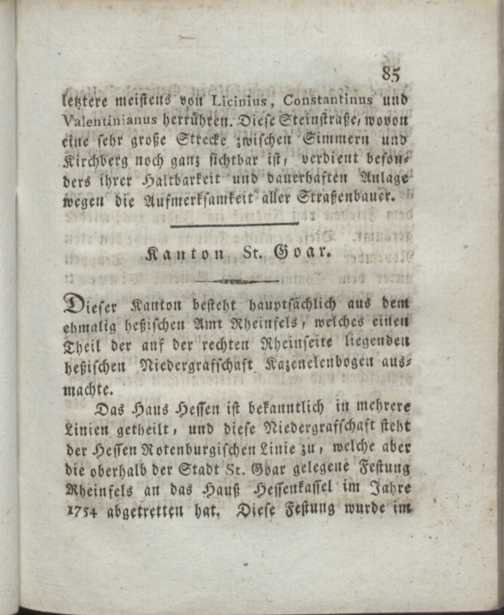 85
letztere meistens von Licinius, Constantinus und
Valentinianus herrühren. Diese Steinstraße, wovon
eine sehr große Strecke zwischen Simmern und
Kirchberg noch ganz sichtbar ist, verdient beson-
ders ihrer Haltbarkeit und dauerhaften Anlage
wegen die Aufmerksamkeit aller Straßenbauer.
Kanton St. Goar.
Dieser Kanton besteht hauptsächlich aus dem
ehmalig heßischen Amt Rheinfels, welches einen
Theil der auf der rechten Rheinseite liegenden
heßischen Niedergrafschaft Kazenelenbogen aus-
machte.
Das Haus Hessen ist bekanntlich in mehrere
Linien getheilt, und diese Niedergrafschaft steht
der Hessen Rotenburgischen Linie zu, welche aber
die oberhalb der Stadt St. Goar gelegene Festung
Rheinfels an das Hauß Hessenkassel im Jahre
1754 abgetretten hat. Diese Festung wurde im